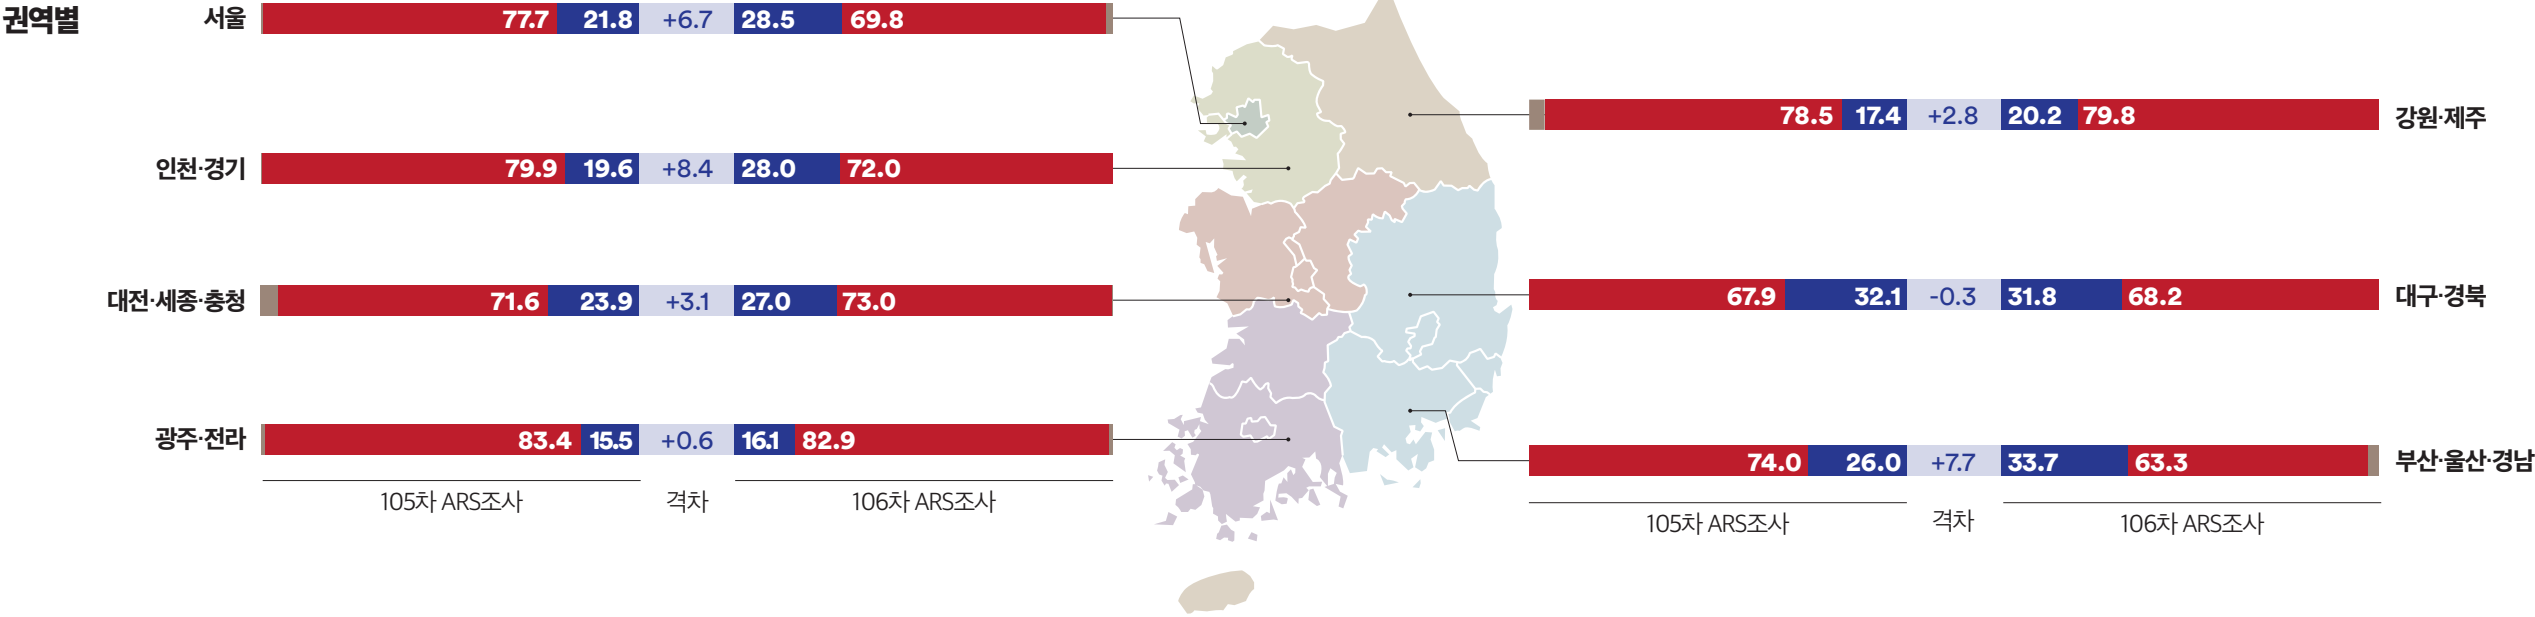 권역별
서울 77.7 21.8 +6.7 28.5 69.8
인천·경기 79.9 19.6 +8.4 28.0 72.0
대전·세종·충청 71.6 23.9 +3.1 27.0 73.0
광주·전라 83.4 15.5 +0.6 16.1 82.9
105차 ARS조사 격차 106차 ARS조사
78.5 17.4 +2.8 20.2 79.8 강원·제주
67.9 32.1 -0.3 31.8 68.2 대구·경북
74.0 26.0 +7.7 33.7 63.3 부산·울산·경남
105차 ARS조사 격차 106차 ARS조사